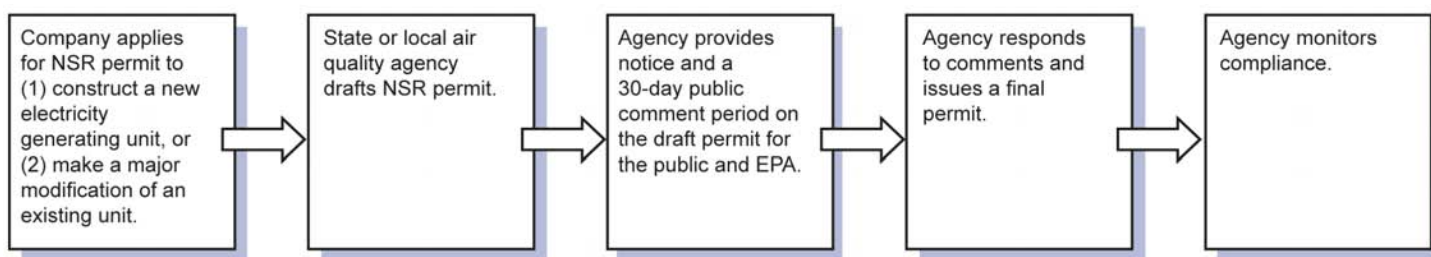 Company applies
for NSR permit to
(1) construct a new
electricity
generating unit, or
(2) make a major
modification of an
existing unit.
State or local air
quality agency
drafts NSR permit.
Agency provides
notice and a
30-day public
comment period on
the draft permit for
the public and EPA.
Agency responds
to comments and
issues a final
permit.
Agency monitors
compliance.